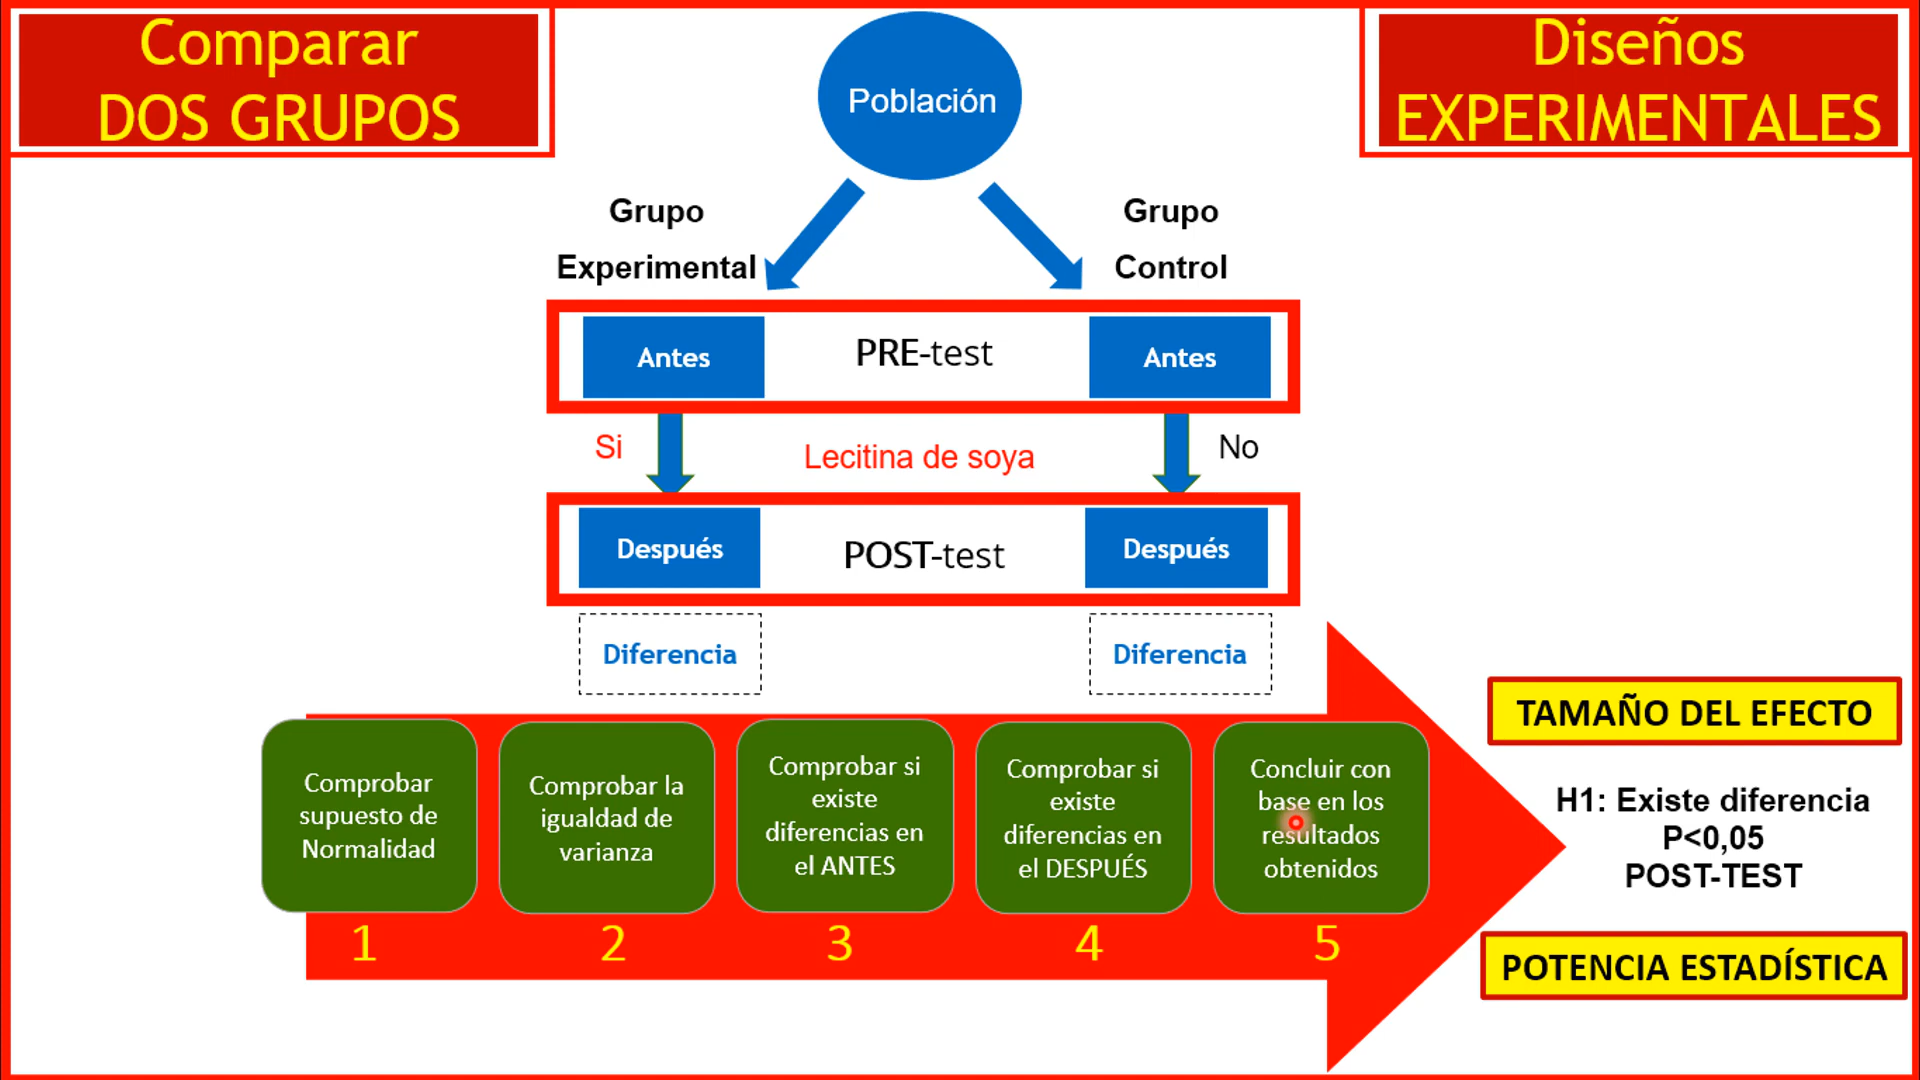 Comparar
DOS GRUPOS
Diseños
EXPERIMENTALES
Población
Grupo
Experimental
Grupo
Control
Antes
PRE-test
Antes
Si
Lecitina de soya
No
Después
POST-test
Después
Diferencia
Diferencia
Comprobar
supuesto de
Normalidad
Comprobar la
igualdad de
varianza
Comprobar si
existe
diferencias en
el ANTES
Comprobar si
existe
diferencias en
el DESPUÉS
Concluir con
base en los
resultados
obtenidos
1
2
3
4
5
TAMAÑO DEL EFECTO
H1: Existe diferencia
P<0,05
POST-TEST
POTENCIA ESTADÍSTICA